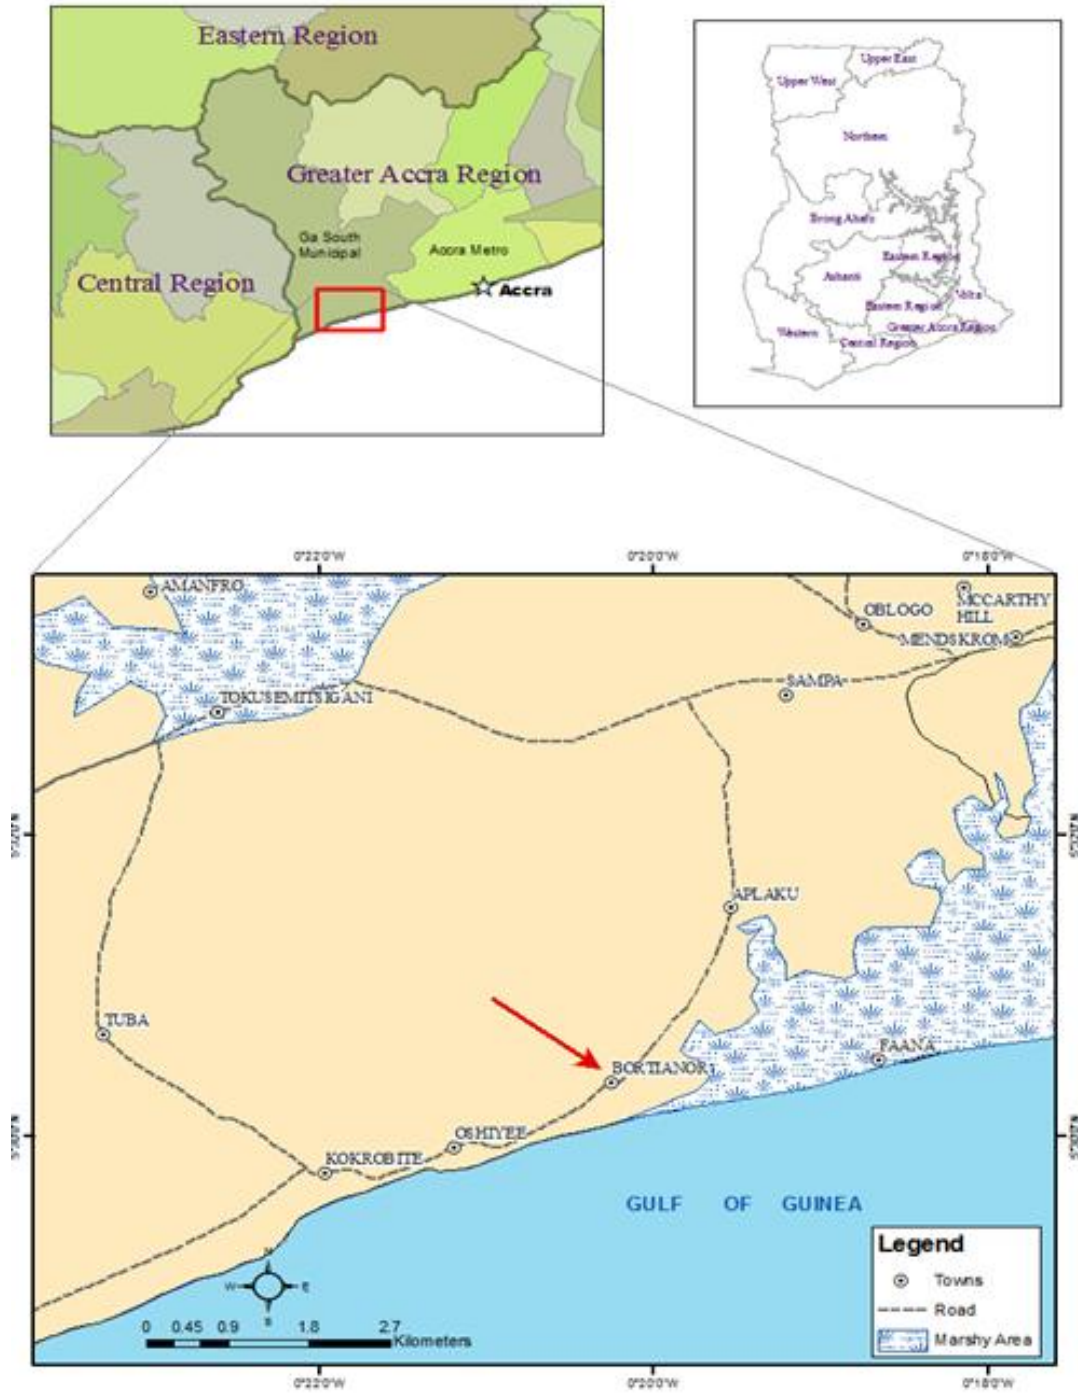 Eastern Region
Greater Accra Region
Ga South
Municipal
Accra Metro
Central Region
Accra
Upper East
Upper West
Northern
Brong Ahafo
Eastern Region
Ashanti
Volta
Eastern Region
Greater Accra Region
Western
Central Region
0°22'0"W
0°20'0"W
0°18'0"W
AMANFRO
OBLOGO
MCCARTHY
HILL
MENDSKROM
SAMPA
TOKUSEMITSIGANI
APLAKU
TUBA
FAANA
BORTIANOR
OSHIYEE
KOKROBITE
GULF OF GUINEA
Legend
Towns
Road
Marshy Area
N
W
E
S
0 0.45 0.9 1.8 2.7
Kilometers
0°22'0"W
0°20'0"W
0°18'0"W